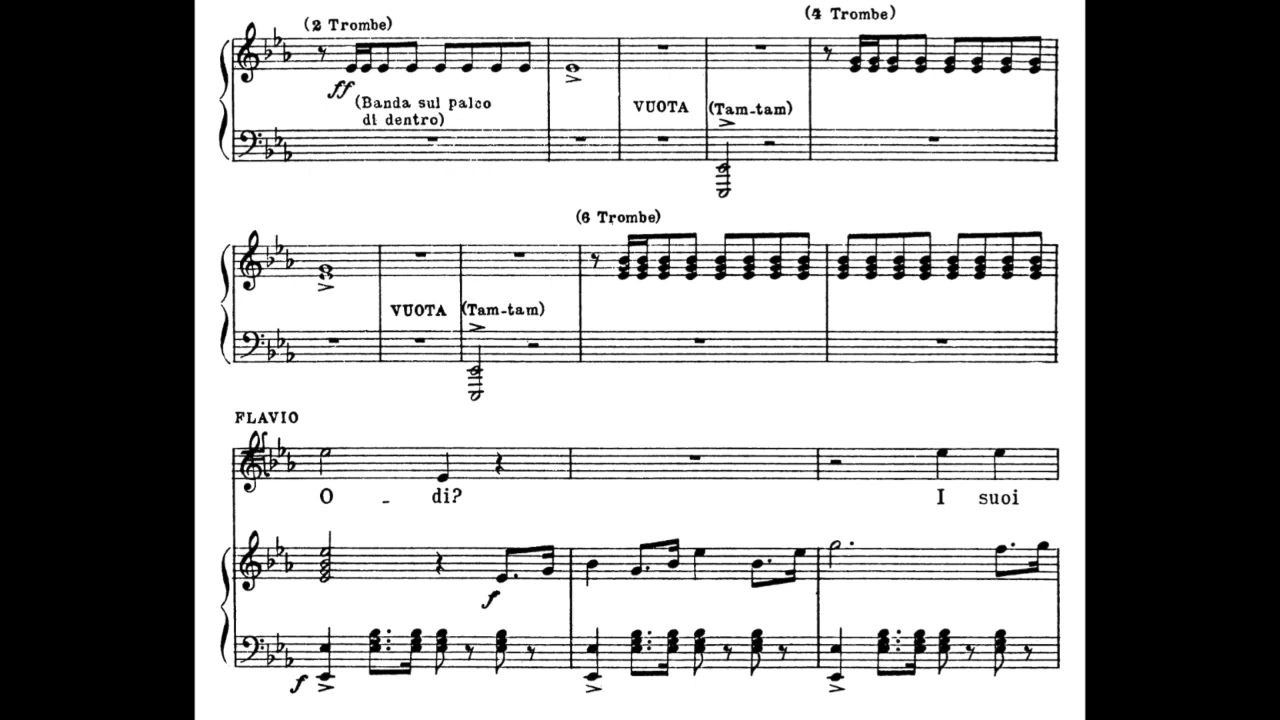 (2 Trombe)
(4 Trombe)
ff
(Banda sul palco
di dentro)
VUOTA
(Tam-tam)
(6 Trombe)
VUOTA
(Tam-tam)
FLAVIO
O - di?
I suoi
f
f